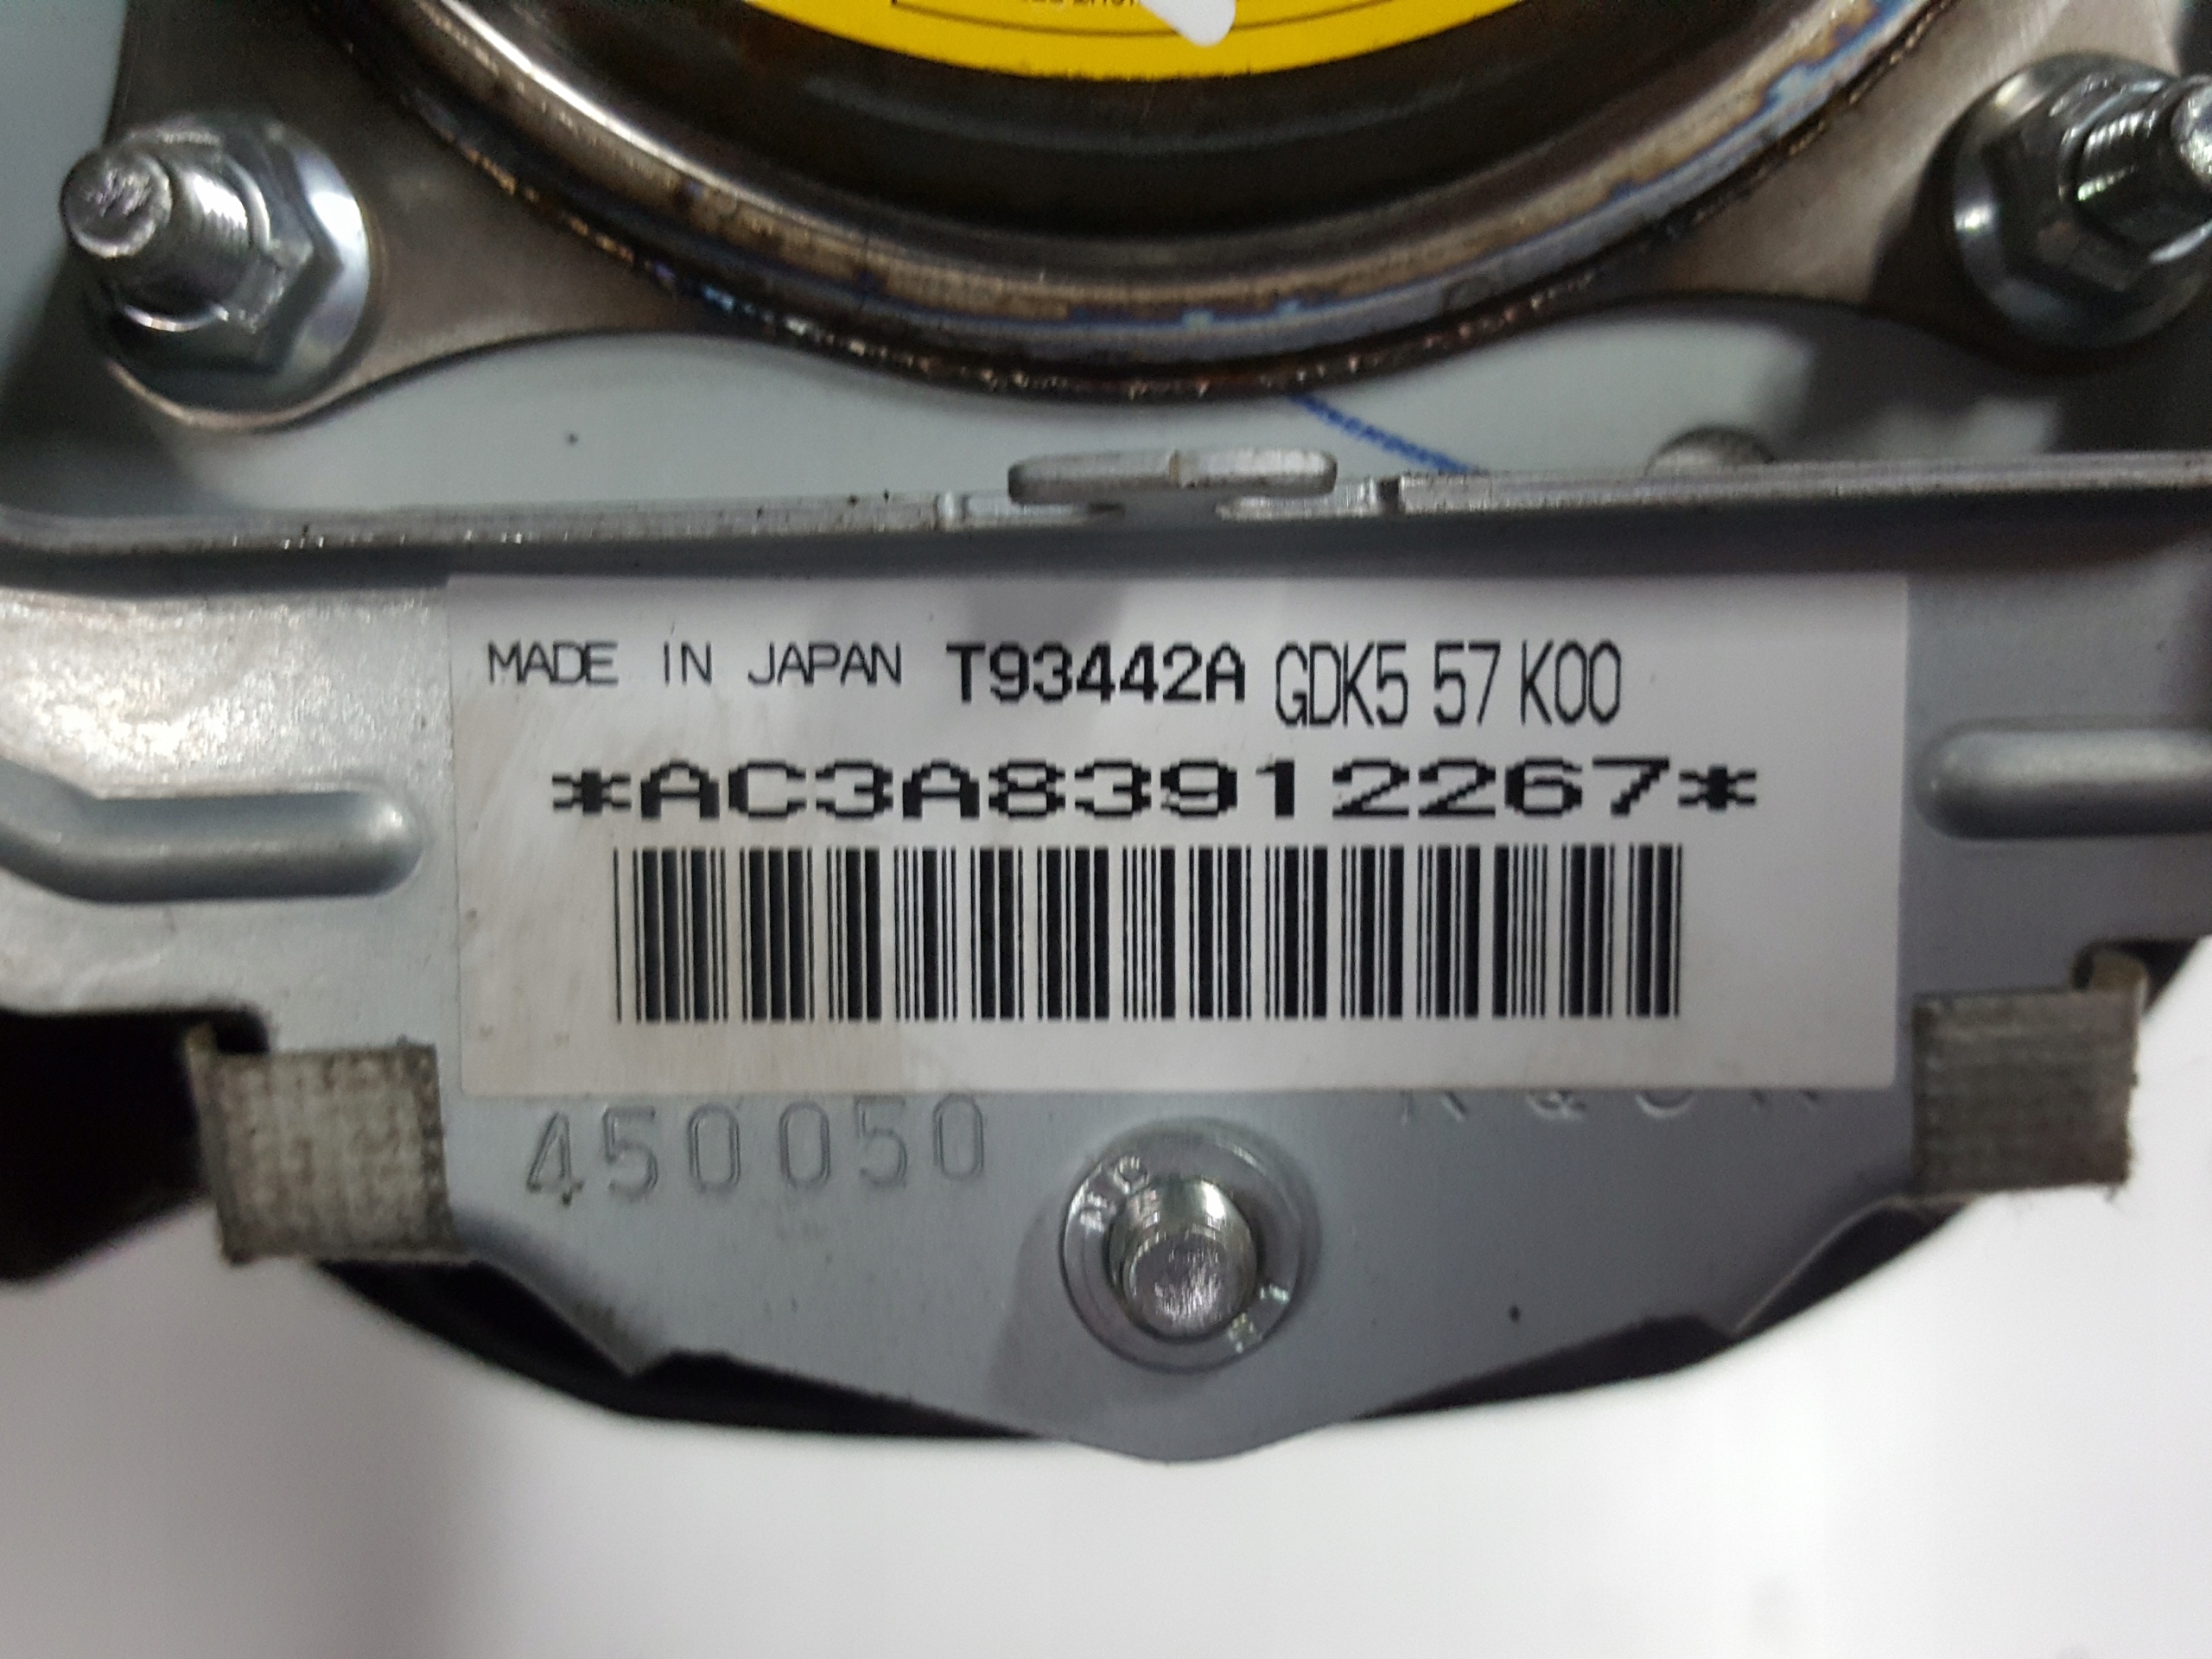 MADE IN JAPAN T93442A GDK5 57 K00
*AC3A83912267*
450050